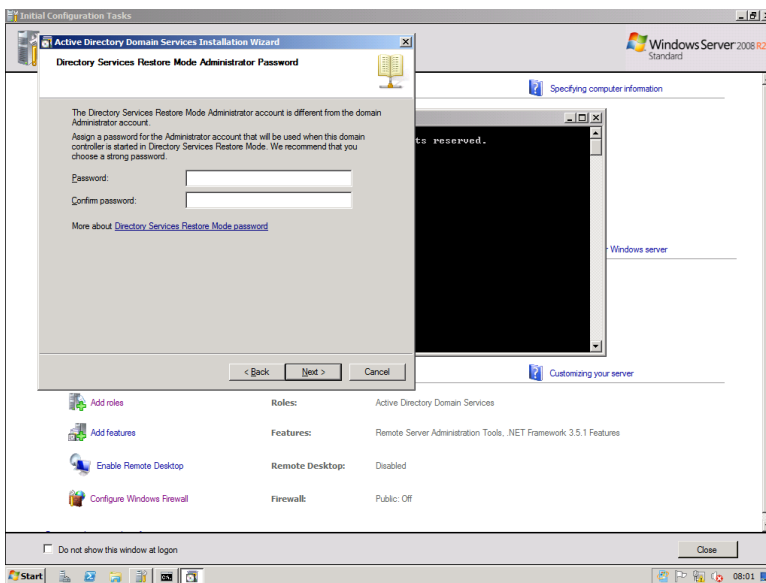 Initial Configuration Tasks
Active Directory Domain Services Installation Wizard
Windows Server 2008 R2
Standard
Directory Services Restore Mode Administrator Password
Specifying computer information
The Directory Services Restore Mode Administrator account is different from the domain
Administrator account.
Assign a password for the Administrator account that will be used when this domain
controller is started in Directory Services Restore Mode. We recommend that you
choose a strong password.
ts reserved.
Password:
Confirm password:
More about Directory Services Restore Mode password
Windows server
< Back
Next >
Cancel
Customizing your server
Add roles
Roles:
Active Directory Domain Services
Add features
Features:
Remote Server Administration Tools, .NET Framework 3.5.1 Features
Enable Remote Desktop
Remote Desktop:
Disabled
Configure Windows Firewall
Firewall:
Public: Off
Do not show this window at logon
Close
Start
08:01